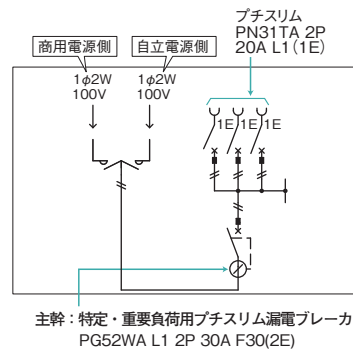 プチスリム
PN31TA 2P
20A L1(1E)
商用電源側
自立電源側
1φ2W
100V
1φ2W
100V
1E
1E
1E
主幹：特定・重要負荷用プチスリム漏電ブレーカ
PG52WA L1 2P 30A F30(2E)